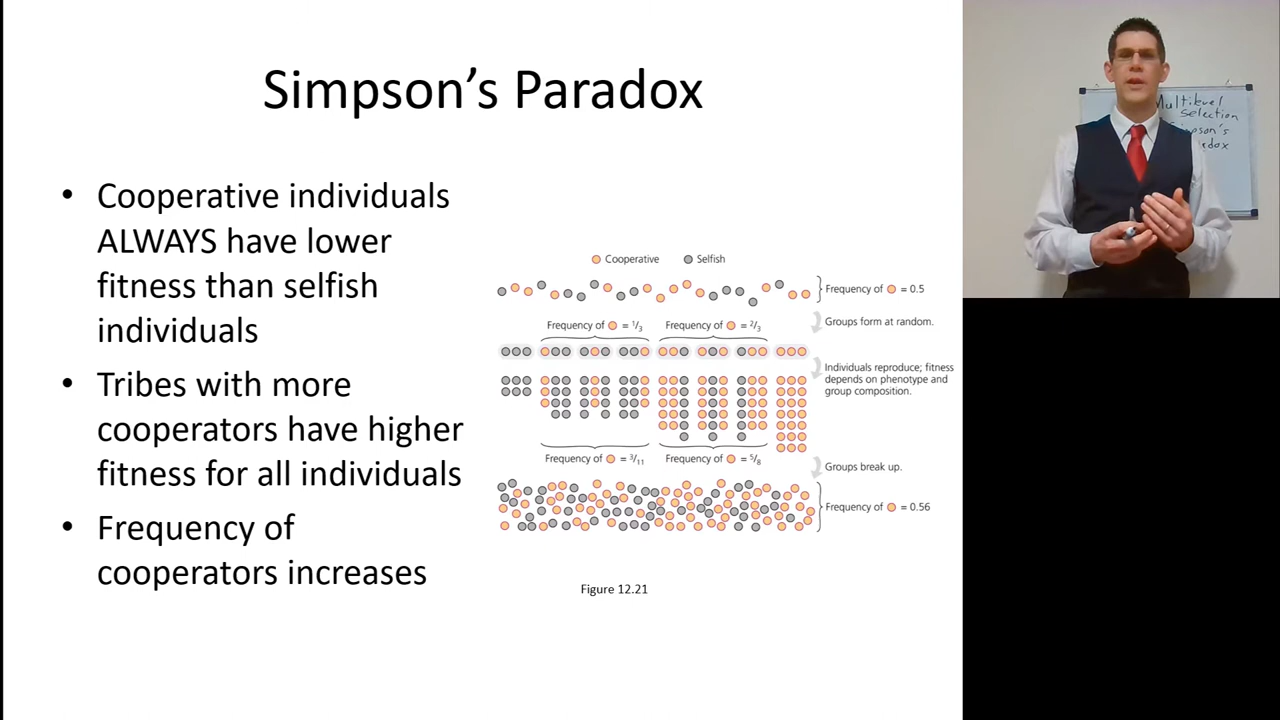 Simpson’s Paradox
• Cooperative individuals
ALWAYS have lower
fitness than selfish
individuals
• Tribes with more
cooperators have higher
fitness for all individuals
• Frequency of
cooperators increases
Cooperative Selfish
Frequency of = 0.5
Groups form at random.
Frequency of = 1/3 Frequency of = 2/3
Individuals reproduce; fitness
depends on phenotype and
group composition.
Frequency of = 3/11 Frequency of = 5/8
Groups break up.
Frequency of = 0.56
Figure 12.21
Multilevel
Selection